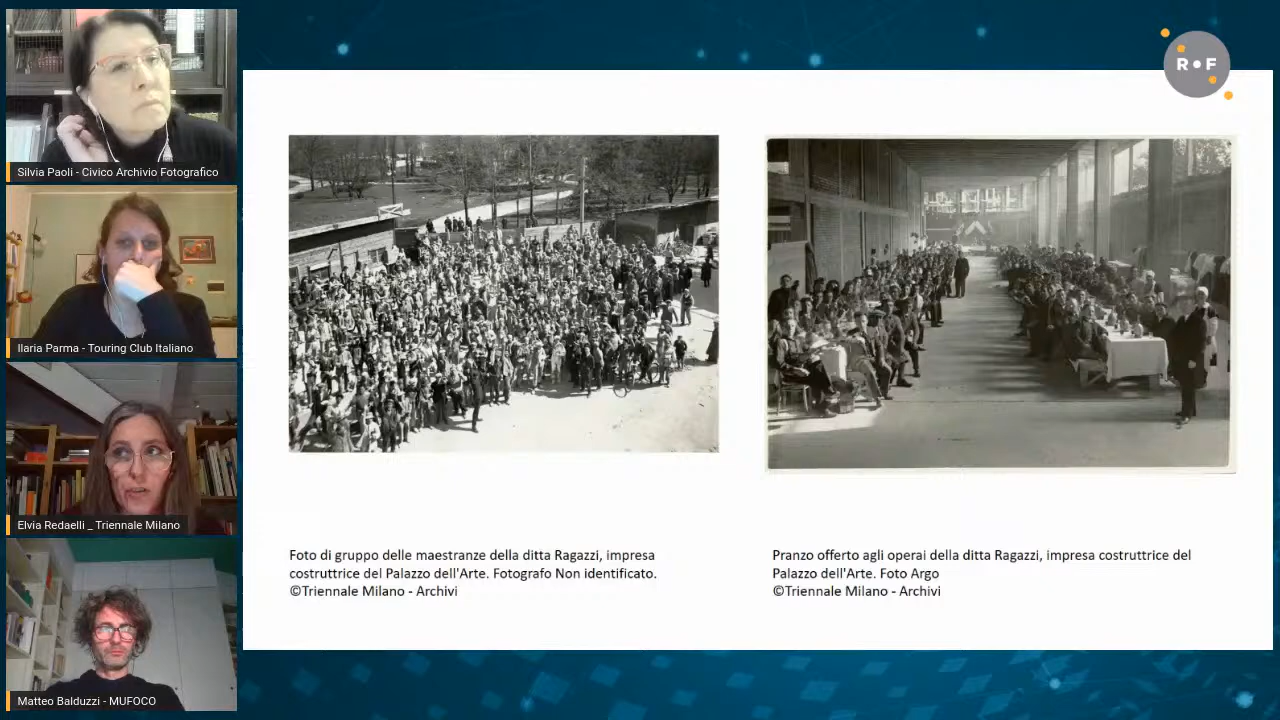 R•F
Silvia Paoli - Civico Archivio Fotografico
Ilaria Parma - Touring Club Italiano
Elvia Redaelli _ Triennale Milano
Matteo Balduzzi - MUFOCO
Foto di gruppo delle maestranze della ditta Ragazzi, impresa
costruttrice del Palazzo dell'Arte. Fotografo Non identificato.
©Triennale Milano - Archivi
Pranzo offerto agli operai della ditta Ragazzi, impresa costruttrice del
Palazzo dell'Arte. Foto Argo
©Triennale Milano - Archivi